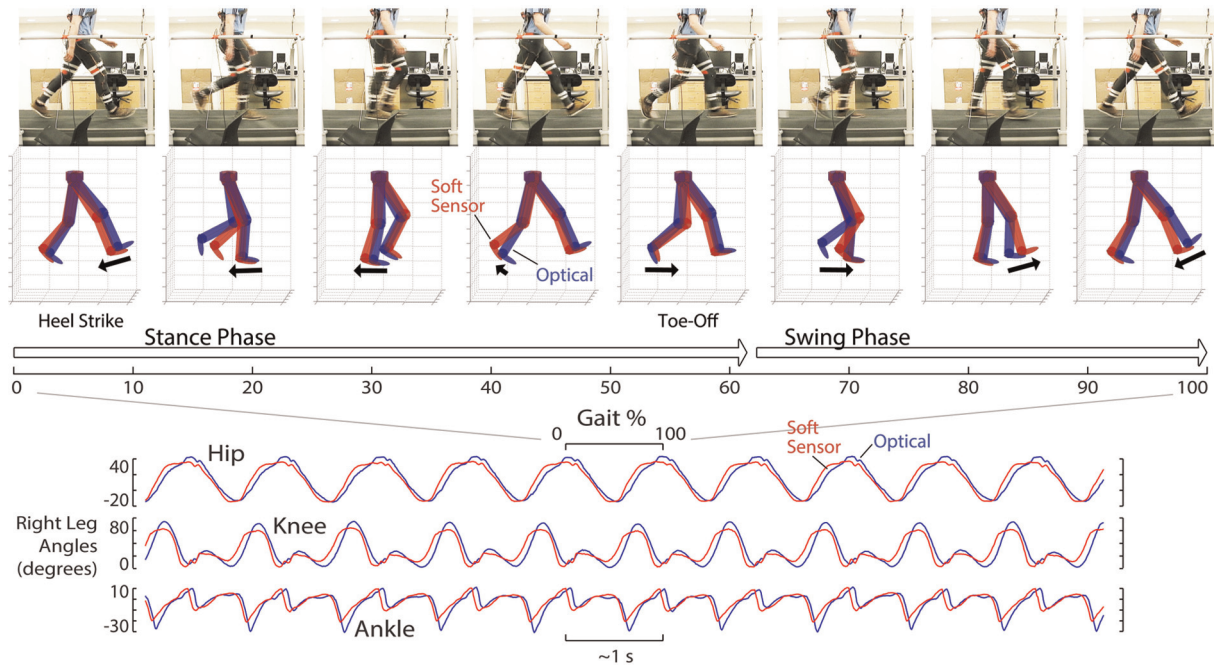 Soft
Sensor
Optical
Heel Strike
Toe-Off
Stance Phase
Swing Phase
0 10 20 30 40 50 60 70 80 90 100
Gait %
0 100
Soft
Sensor
Optical
Hip
40
-20
Right Leg
Angles
(degrees)
80
0
Knee
10
-30
Ankle
~1 s